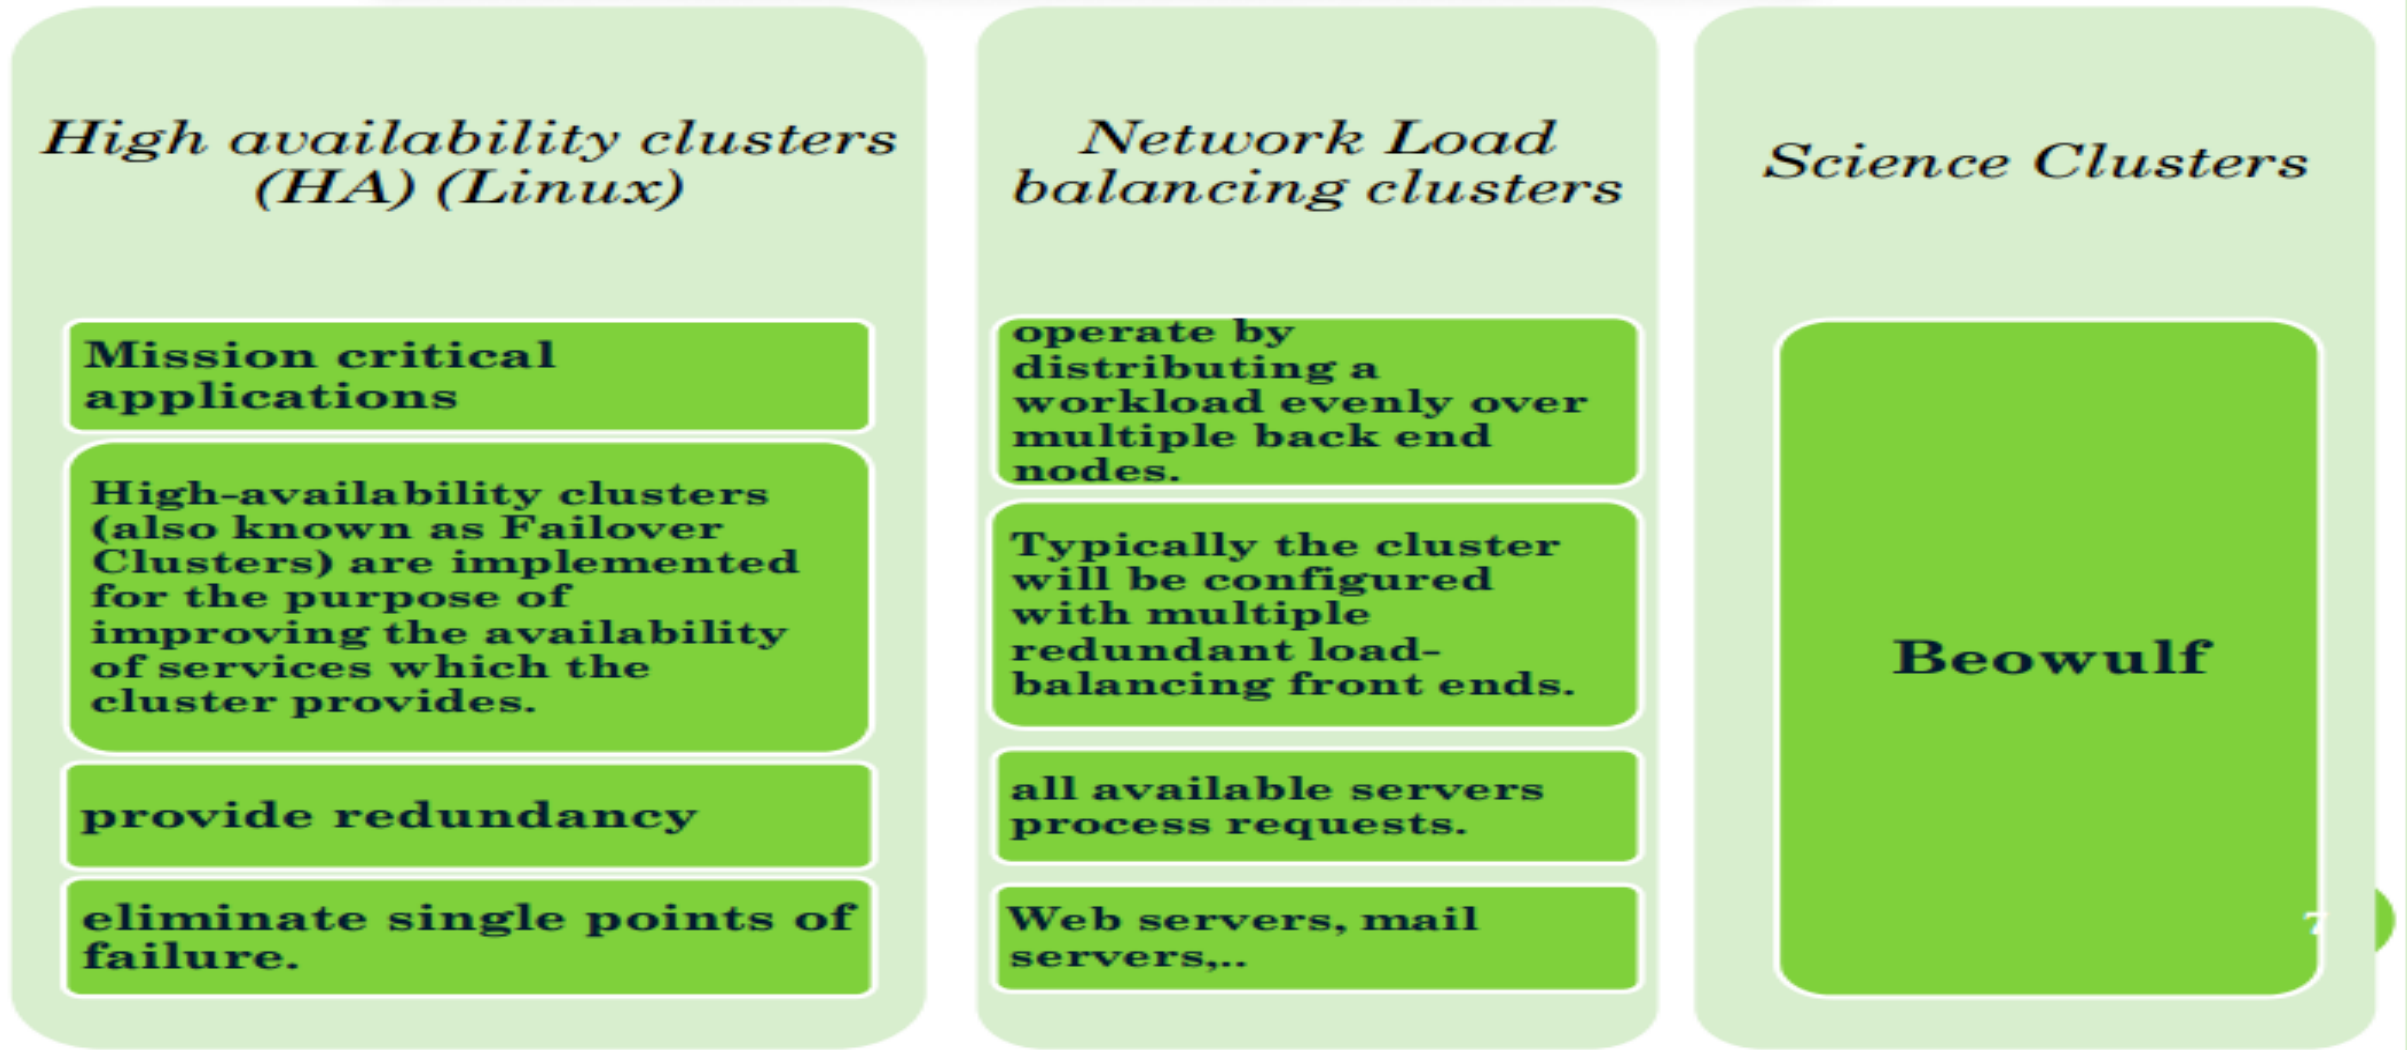 High availability clusters
(HA) (Linux)
Mission critical
applications
High-availability clusters
(also known as Failover
Clusters) are implemented
for the purpose of
improving the availability
of services which the
cluster provides.
provide redundancy
eliminate single points of
failure.
Network Load
balancing clusters
operate by
distributing a
workload evenly over
multiple back end
nodes.
Typically the cluster
will be configured
with multiple
redundant load-
balancing front ends.
all available servers
process requests.
Web servers, mail
servers,..
Science Clusters
Beowulf
7